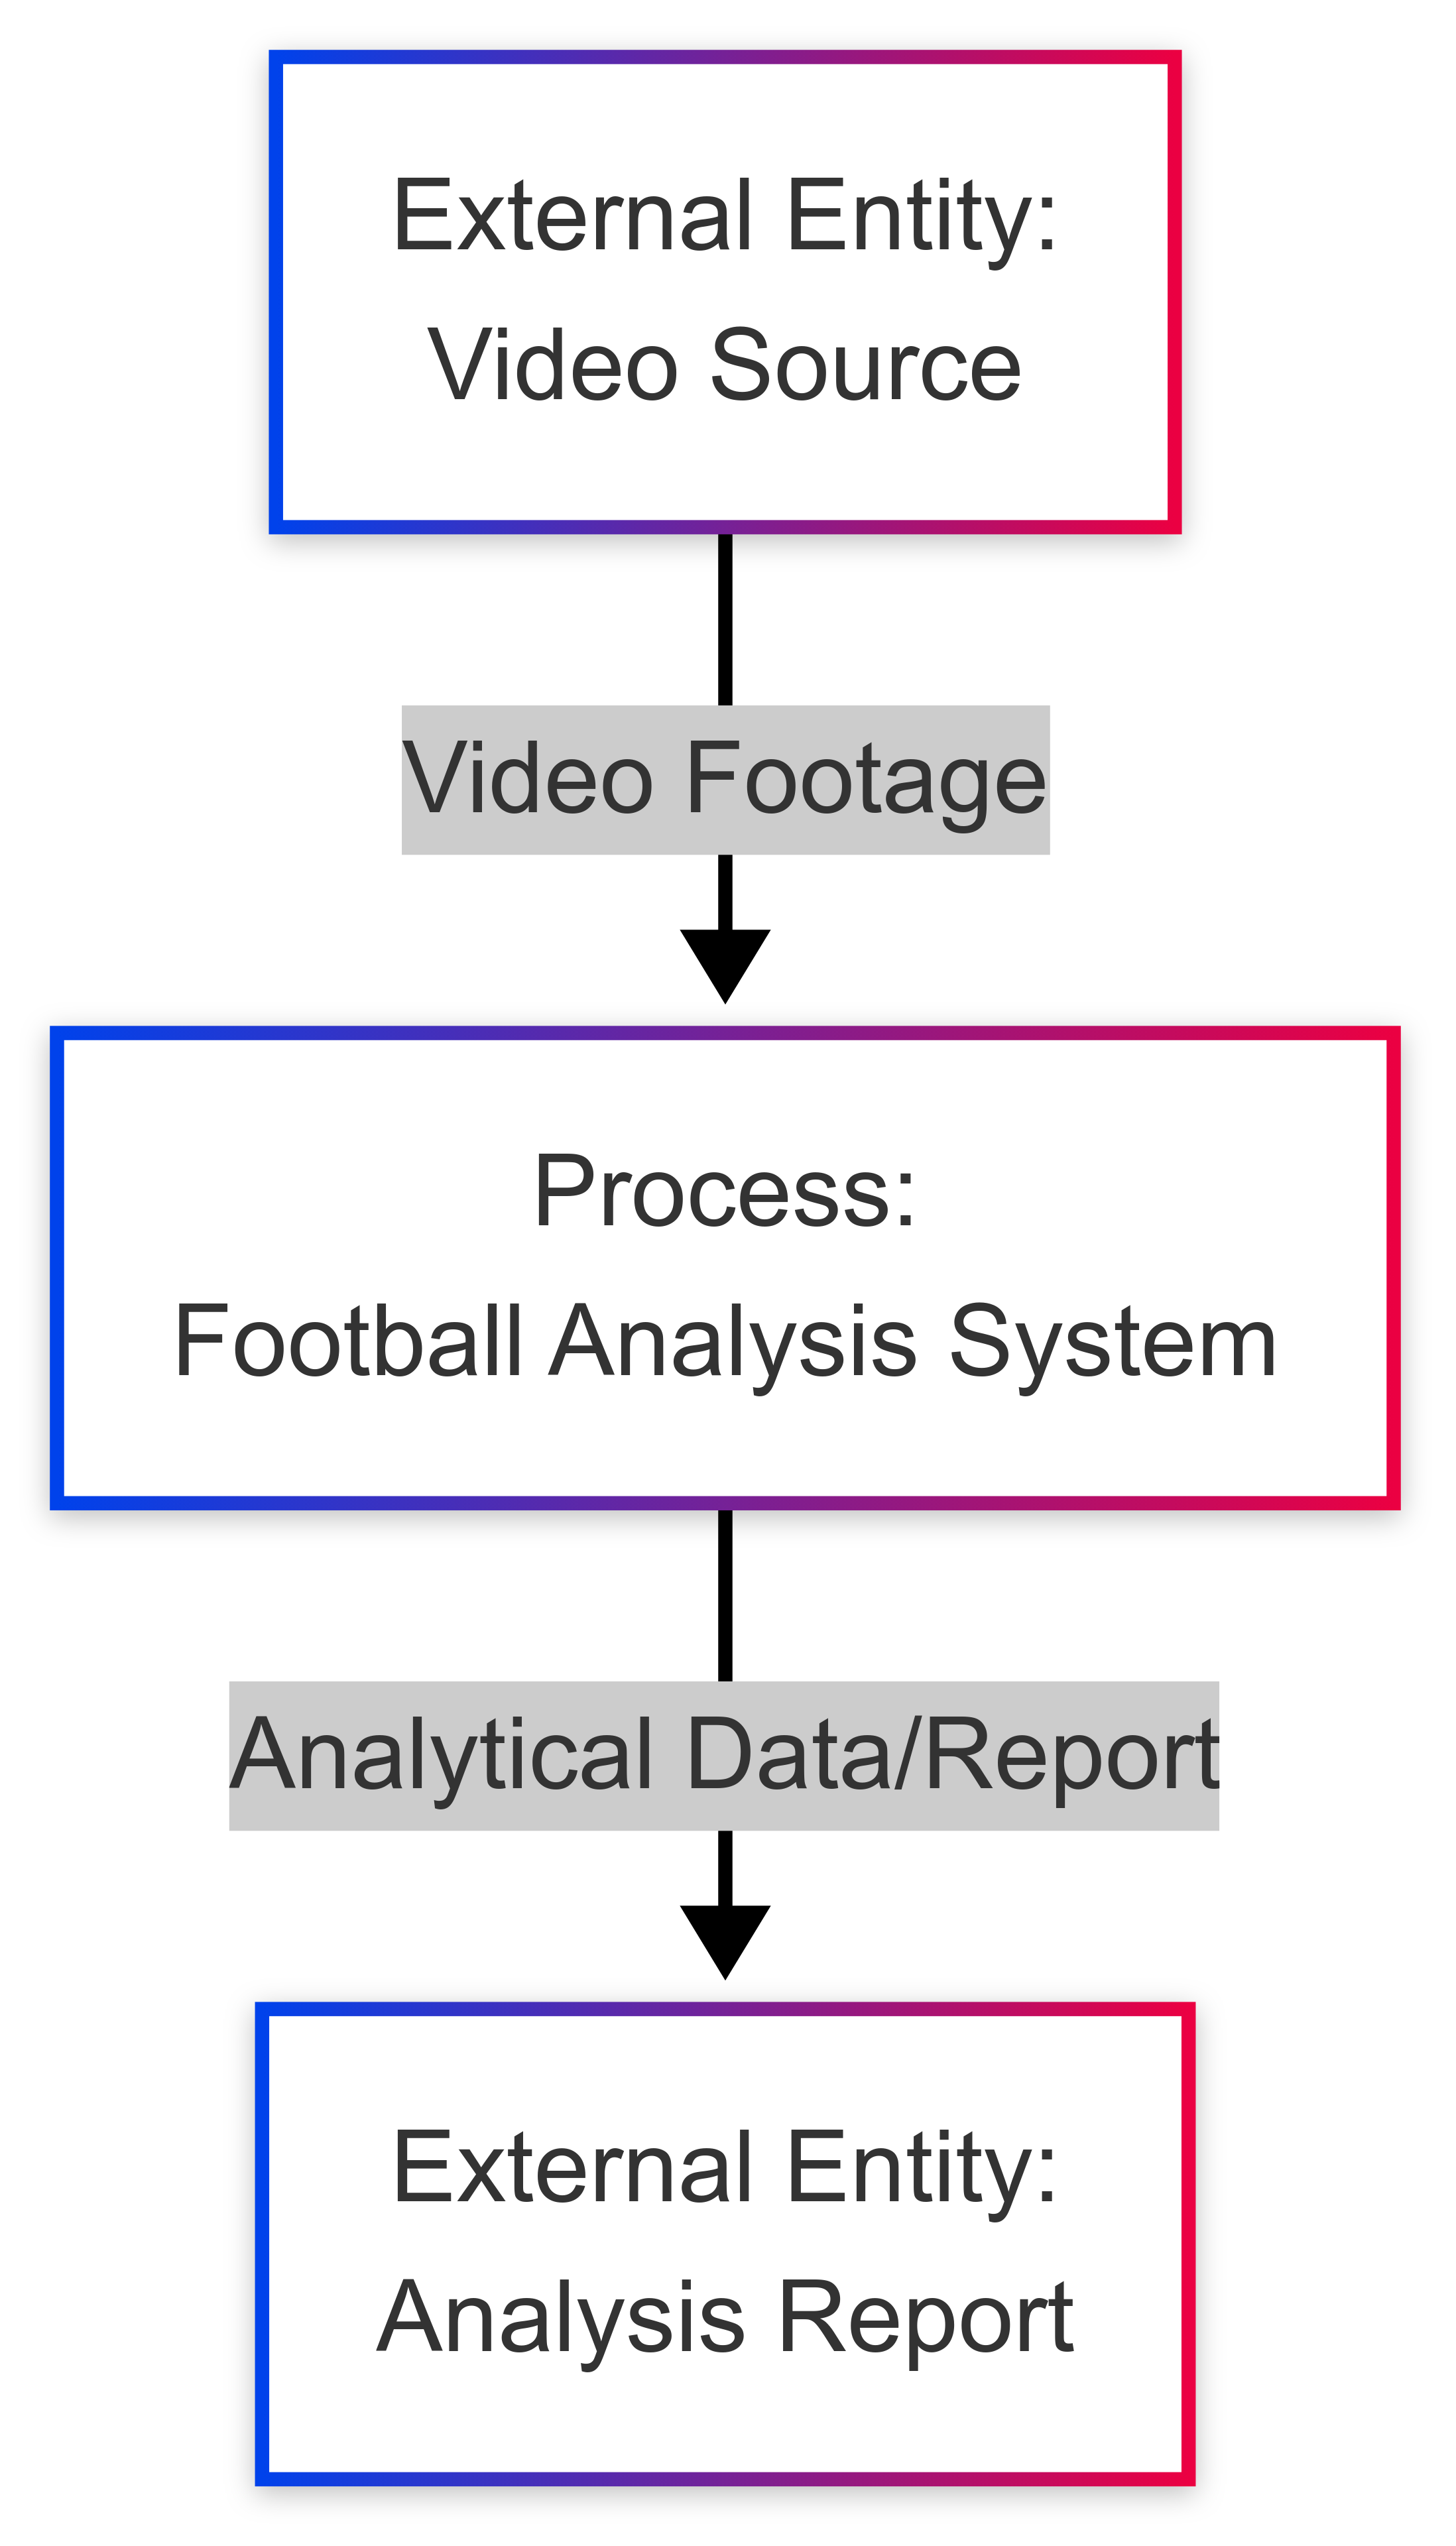 External Entity:
Video Source
Video Footage
Process:
Football Analysis System
Analytical Data/Report
External Entity:
Analysis Report